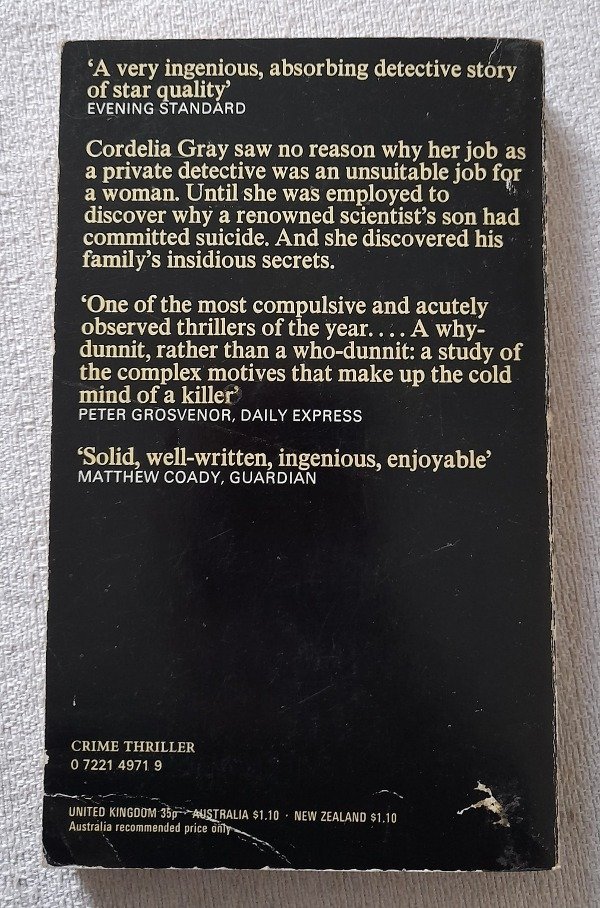 ‘A very ingenious, absorbing detective story
of star quality’
EVENING STANDARD
Cordelia Gray saw no reason why her job as
a private detective was an unsuitable job for
a woman. Until she was employed to
discover why a renowned scientist’s son had
committed suicide. And she discovered his
family’s insidious secrets.
‘One of the most compulsive and acutely
observed thrillers of the year.... A why-
dunnit, rather than a who-dunnit: a study of
the complex motives that make up the cold
mind of a killer’
PETER GROSVENOR, DAILY EXPRESS
‘Solid, well-written, ingenious, enjoyable’
MATTHEW COADY, GUARDIAN
CRIME THRILLER
0 7221 4971 9
UNITED KINGDOM 35p · AUSTRALIA $1.10 · NEW ZEALAND $1.10
Australia recommended price only